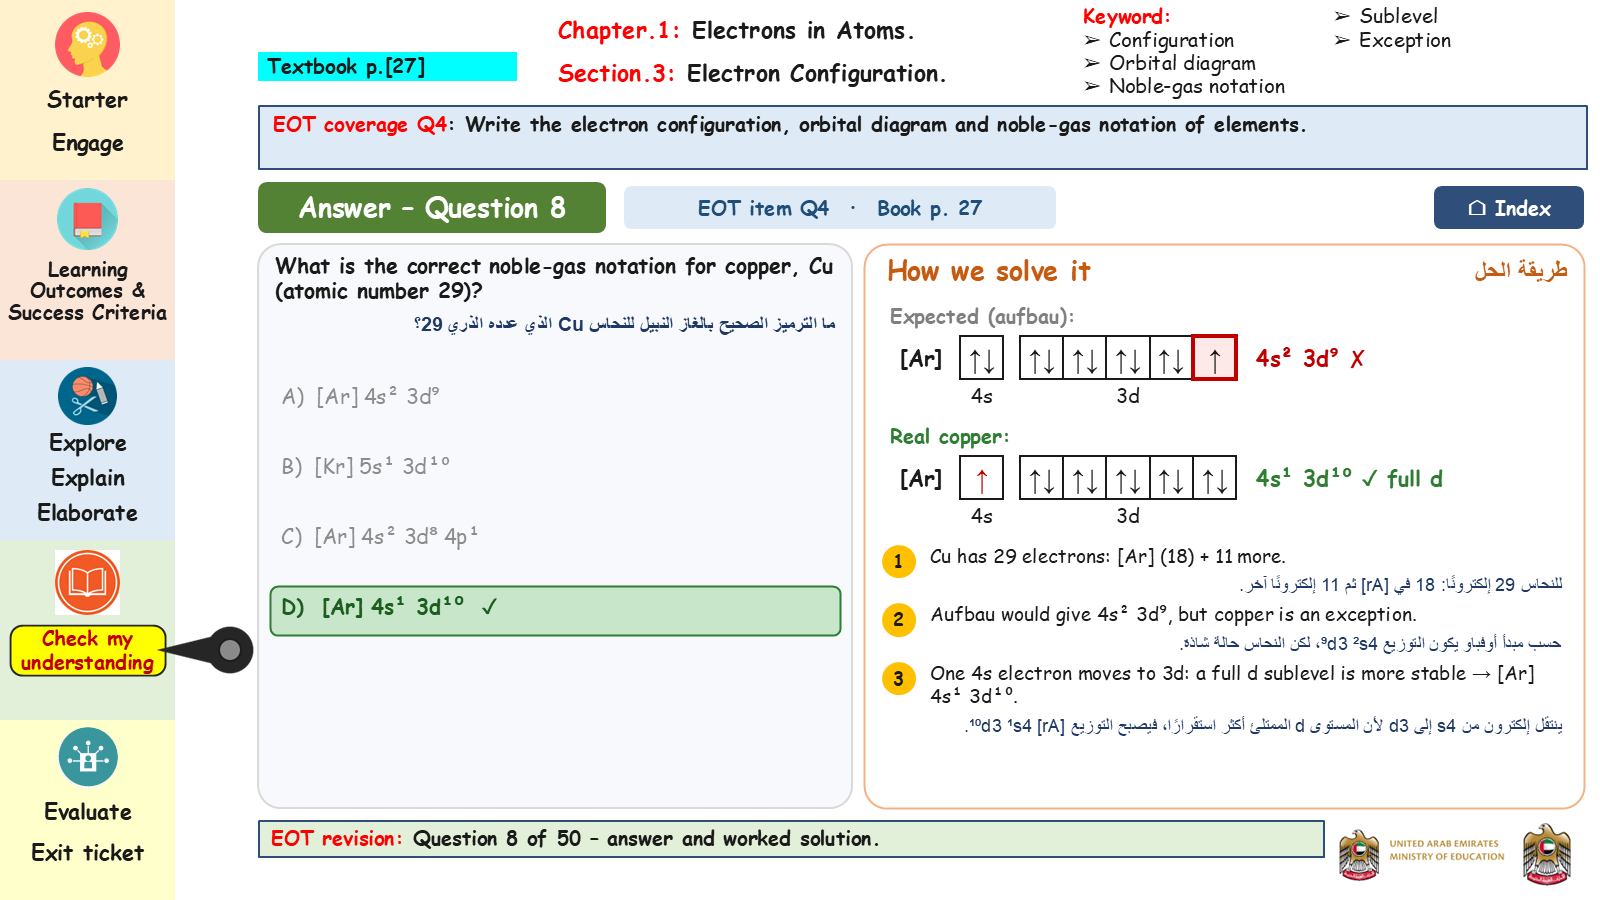 Starter
Engage
Learning
Outcomes &
Success Criteria
Explore
Explain
Elaborate
Check my
understanding
Evaluate
Exit ticket
Textbook p.[27]
Chapter.1: Electrons in Atoms.
Section.3: Electron Configuration.
Keyword:
➢ Configuration
➢ Orbital diagram
➢ Noble-gas notation
➢ Sublevel
➢ Exception
EOT coverage Q4: Write the electron configuration, orbital diagram and noble-gas notation of elements.
Answer – Question 8
EOT item Q4 · Book p. 27
⌂ Index
What is the correct noble-gas notation for copper, Cu
(atomic number 29)?
ما الترميز الصحيح بالغاز النبيل للنحاس Cu الذي عدده الذري 29؟
A) [Ar] 4s² 3d⁹
B) [Kr] 5s¹ 3d¹⁰
C) [Ar] 4s² 3d⁸ 4p¹
D) [Ar] 4s¹ 3d¹⁰ ✓
How we solve it
طريقة الحل
Expected (aufbau):
[Ar] ↑↓ ↑↓ ↑↓ ↑↓ ↑↓ ↑ 4s² 3d⁹ ✗
4s 3d
Real copper:
[Ar] ↑ ↑↓ ↑↓ ↑↓ ↑↓ ↑↓ 4s¹ 3d¹⁰ ✓ full d
4s 3d
1 Cu has 29 electrons: [Ar] (18) + 11 more.
للنحاس 29 إلكترونًا: 18 في [Ar] ثم 11 إلكترونًا آخر.
2 Aufbau would give 4s² 3d⁹, but copper is an exception.
حسب مبدأ أوفباو يكون التوزيع 4s² 3d⁹، لكن النحاس حالة شاذة.
3 One 4s electron moves to 3d: a full d sublevel is more stable → [Ar]
4s¹ 3d¹⁰.
ينتقل إلكترون من 4s إلى 3d لأن المستوى d الممتلئ أكثر استقرارًا، فيصبح التوزيع [Ar] 4s¹ 3d¹⁰.
EOT revision: Question 8 of 50 – answer and worked solution.
UNITED ARAB EMIRATES
MINISTRY OF EDUCATION